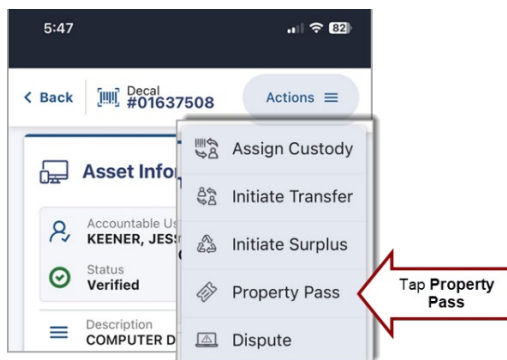 5:47 82
Back Decal Actions
#01637508
Assign Custody
Asset Info
Initiate Transfer
Accountable Us
KEENER, JES
Initiate Surplus
Status
Verified
Property Pass
Tap Property
Pass
Description
COMPUTER D
Dispute